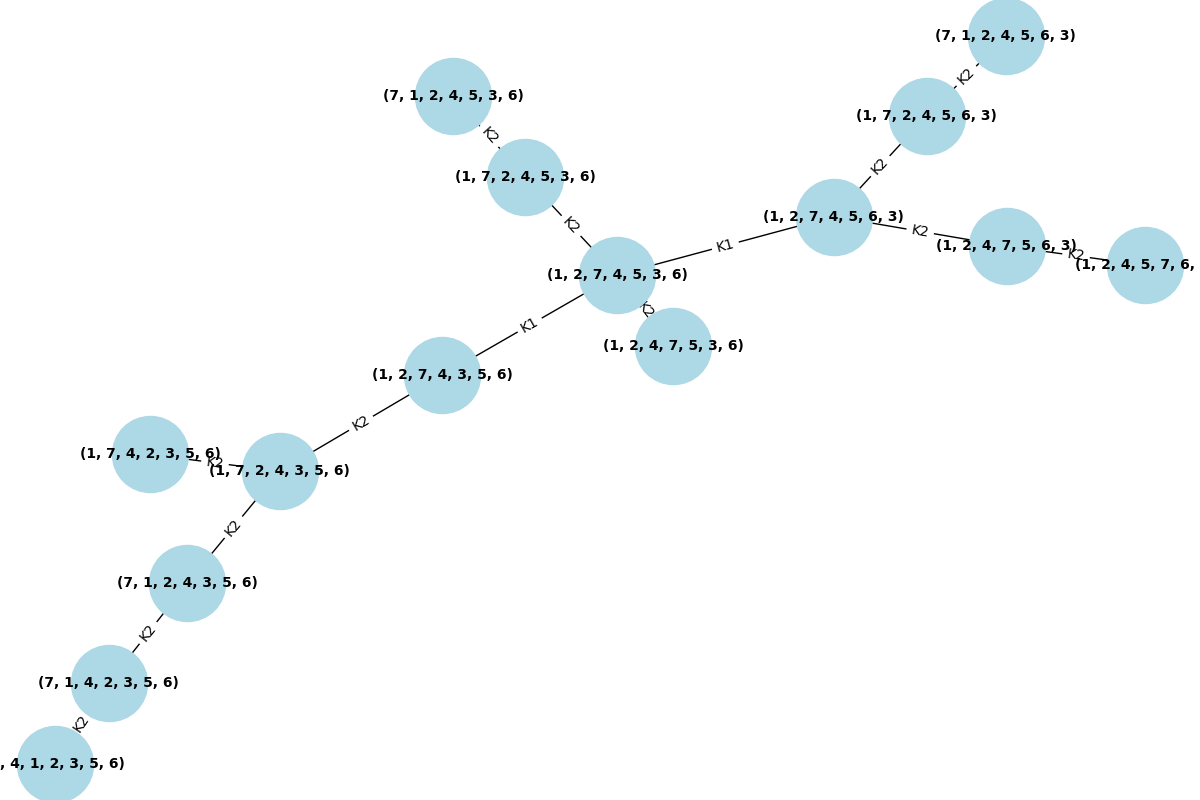 (7, 1, 2, 4, 5, 6, 3)
K2
(7, 1, 2, 4, 5, 3, 6)
(1, 7, 2, 4, 5, 6, 3)
K2
K2
(1, 7, 2, 4, 5, 3, 6)
(1, 2, 7, 4, 5, 6, 3)
K2
K2
K1
(1, 2, 4, 7, 5, 6, 3)
K2
(1, 2, 4, 5, 7, 6,
(1, 2, 7, 4, 5, 3, 6)
K1
(1, 2, 4, 7, 5, 3, 6)
(1, 2, 7, 4, 3, 5, 6)
K2
(1, 7, 4, 2, 3, 5, 6)
K2
(1, 7, 2, 4, 3, 5, 6)
K2
(7, 1, 2, 4, 3, 5, 6)
K2
(7, 1, 4, 2, 3, 5, 6)
K2
, 4, 1, 2, 3, 5, 6)